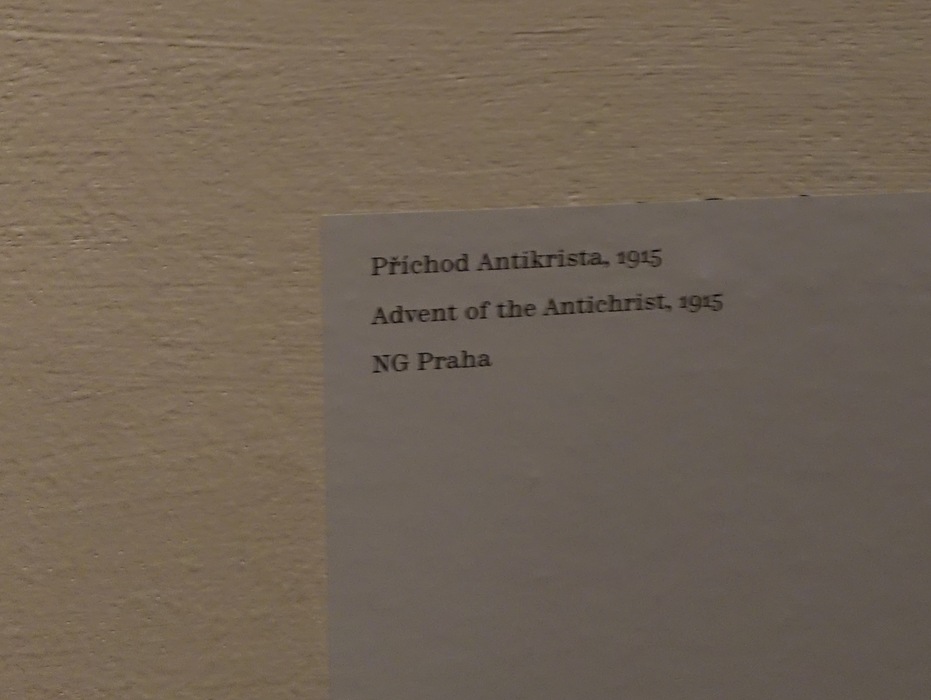 Příchod Antikrista, 1915
Advent of the Antichrist, 1915
NG Praha